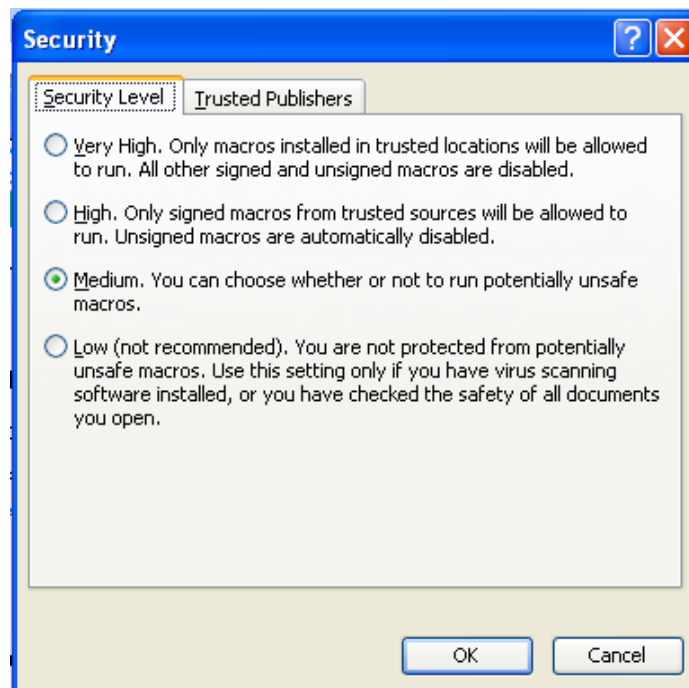 Security
Security Level
Trusted Publishers
Very High. Only macros installed in trusted locations will be allowed
to run. All other signed and unsigned macros are disabled.
High. Only signed macros from trusted sources will be allowed to
run. Unsigned macros are automatically disabled.
Medium. You can choose whether or not to run potentially unsafe
macros.
Low (not recommended). You are not protected from potentially
unsafe macros. Use this setting only if you have virus scanning
software installed, or you have checked the safety of all documents
you open.
OK
Cancel